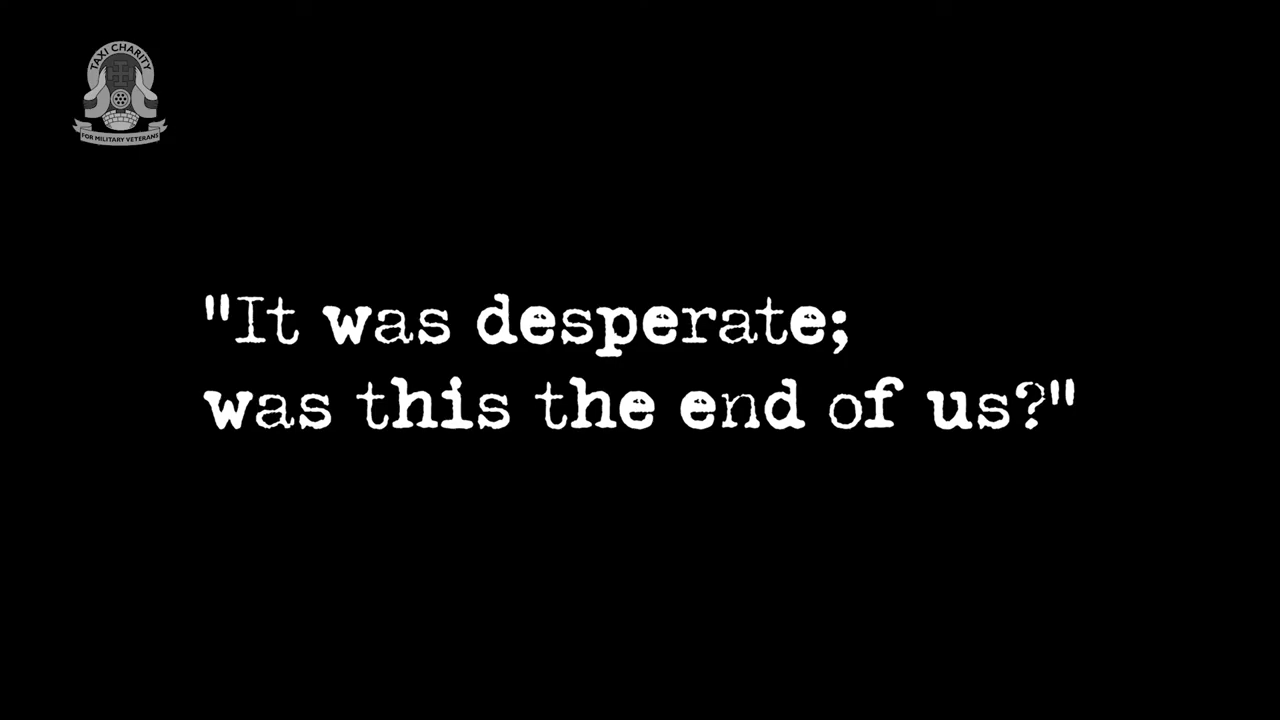 TAXI CHARITY
FOR MILITARY VETERANS
"It was desperate;
was this the end of us?"